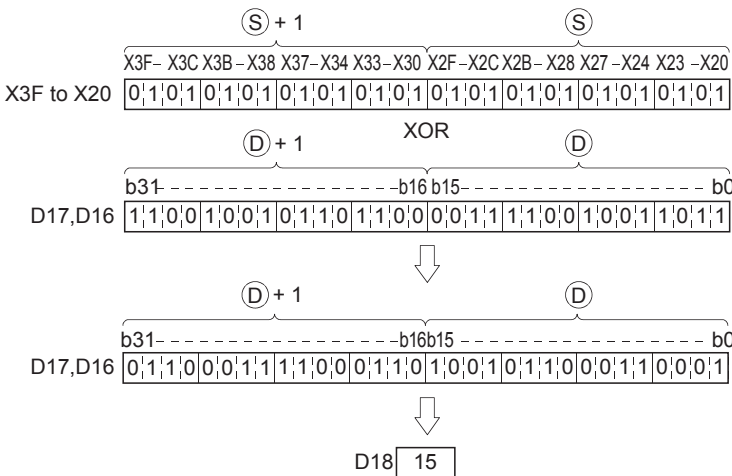 Ⓢ + 1 Ⓢ
X3F– X3C X3B – X38 X37–X34 X33–X30 X2F–X2C X2B– X28 X27 –X24 X23 –X20
X3F to X20 0 1 0 1 0 1 0 1 0 1 0 1 0 1 0 1 0 1 0 1 0 1 0 1 0 1 0 1 0 1 0 1
XOR
Ⓓ + 1 Ⓓ
b31 b16 b15 b0
D17,D16 1 1 0 0 1 0 0 1 0 1 1 0 1 1 0 0 0 0 1 1 1 1 0 0 1 0 0 1 1 0 1 1
Ⓓ + 1 Ⓓ
b31 b16 b15 b0
D17,D16 0 1 1 0 0 0 1 1 1 1 0 0 0 1 1 0 1 0 0 1 0 1 1 0 0 0 1 1 0 0 0 1
D18 15